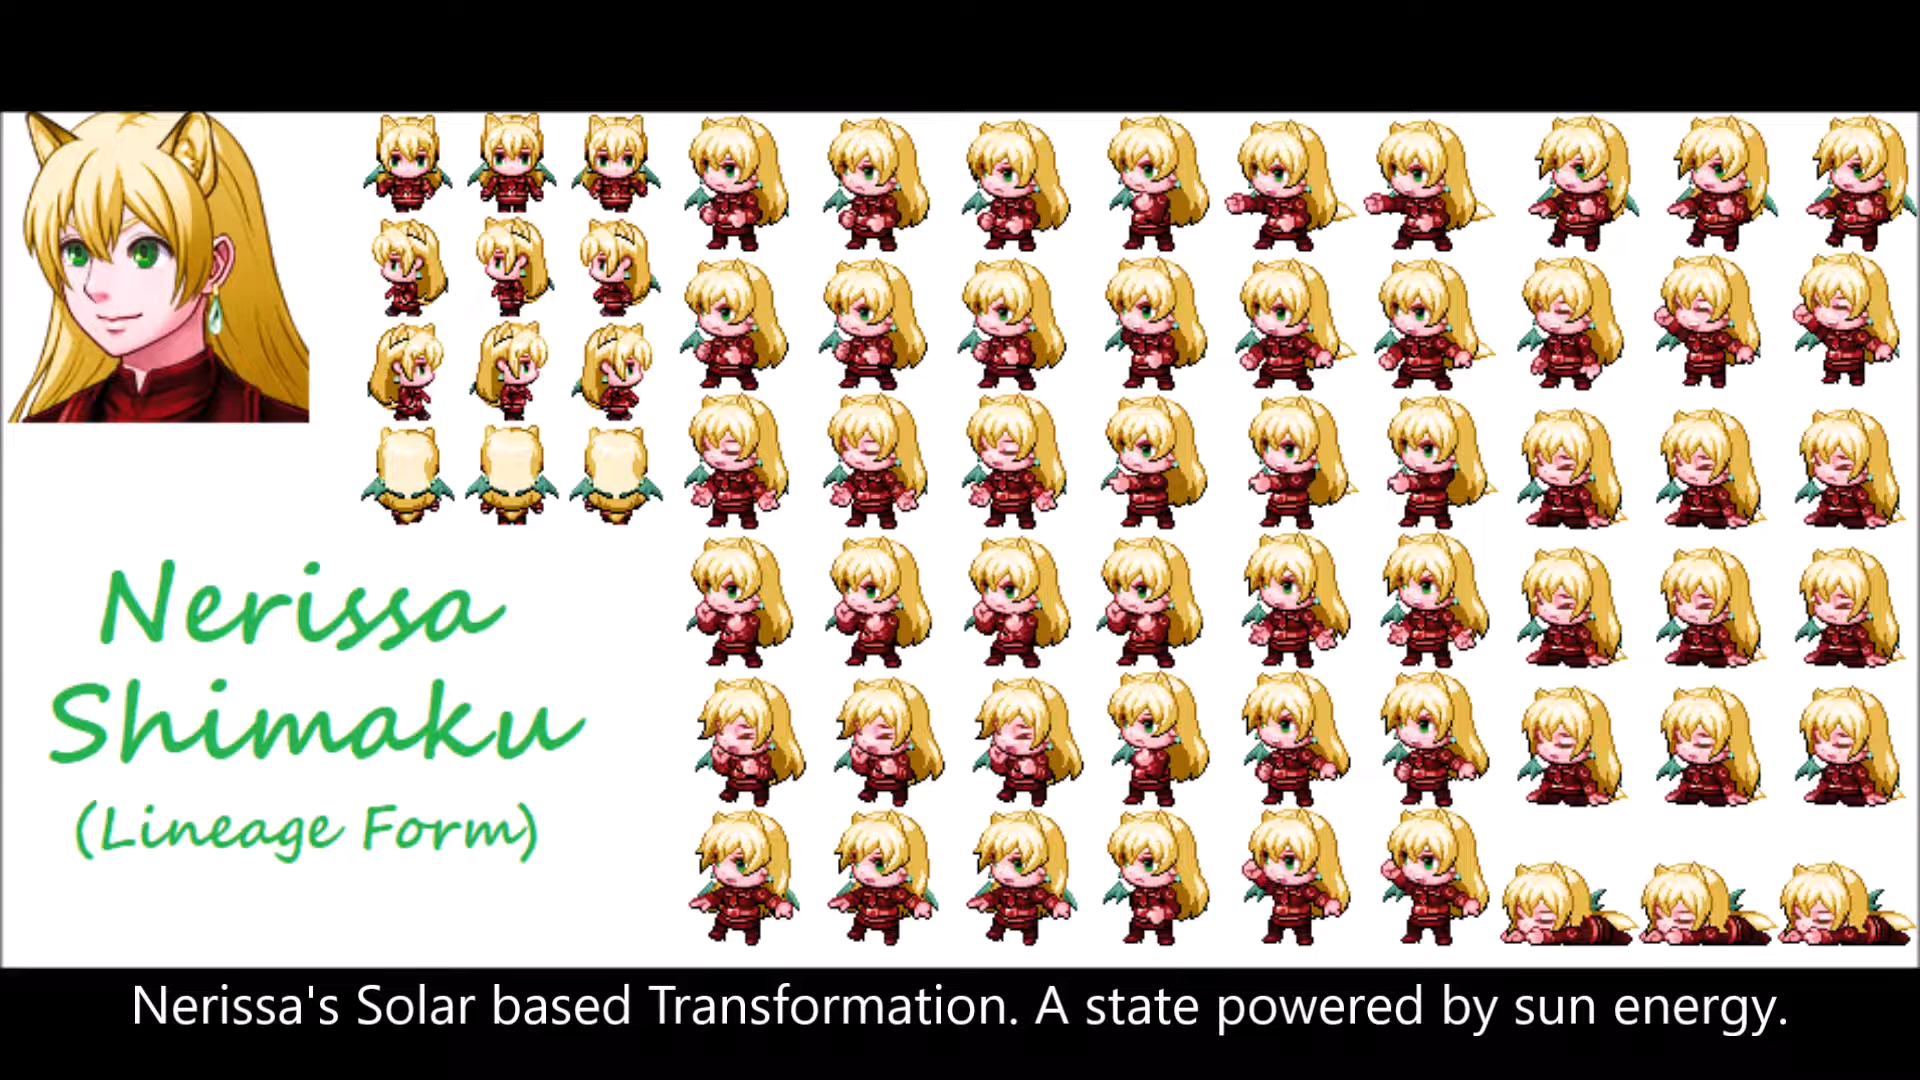 Nerissa
Shimaku
(Lineage Form)
Nerissa's Solar based Transformation. A state powered by sun energy.